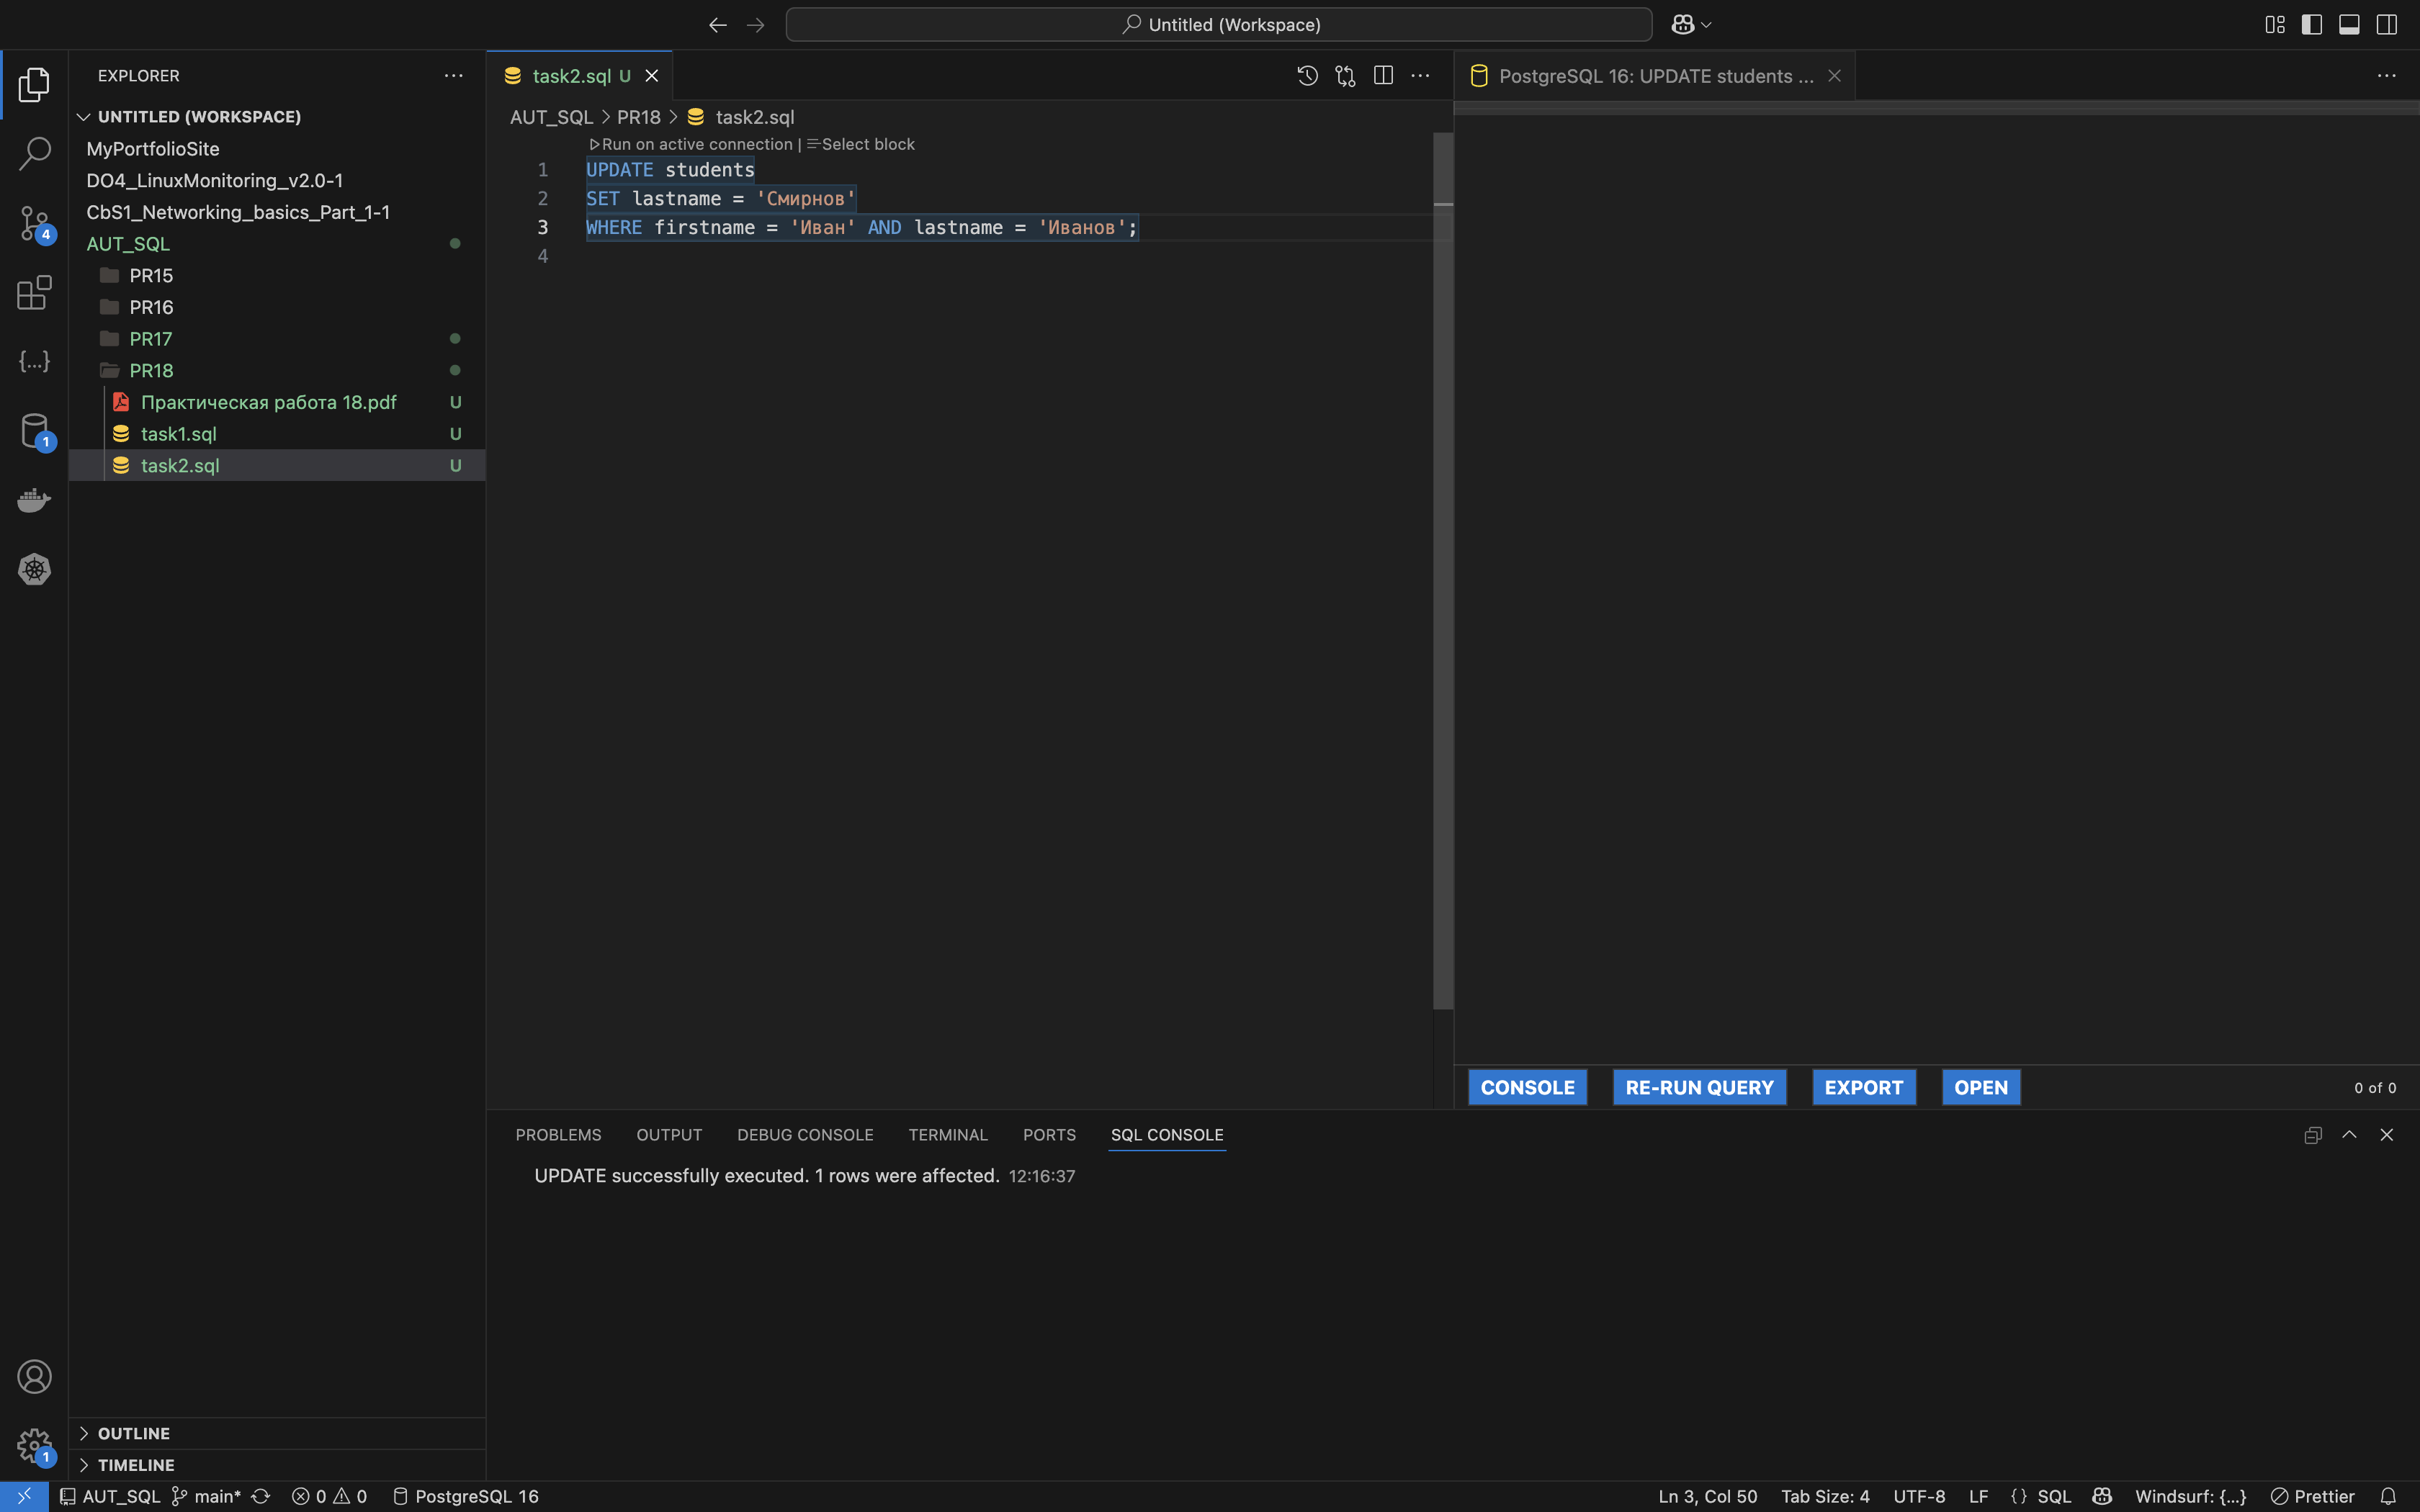 Untitled (Workspace)
EXPLORER
UNTITLED (WORKSPACE)
MyPortfolioSite
DO4_LinuxMonitoring_v2.0-1
CbS1_Networking_basics_Part_1-1
AUT_SQL
PR15
PR16
PR17
PR18
Практическая работа 18.pdf U
task1.sql U
task2.sql U
4
1
OUTLINE
TIMELINE
1
task2.sql U
AUT_SQL > PR18 > task2.sql
Run on active connection | Select block
1 UPDATE students
2 SET lastname = 'Смирнов'
3 WHERE firstname = 'Иван' AND lastname = 'Иванов';
4
PostgreSQL 16: UPDATE students ...
CONSOLE RE-RUN QUERY EXPORT OPEN 0 of 0
PROBLEMS OUTPUT DEBUG CONSOLE TERMINAL PORTS SQL CONSOLE
UPDATE successfully executed. 1 rows were affected. 12:16:37
AUT_SQL main* 0 0 PostgreSQL 16 Ln 3, Col 50 Tab Size: 4 UTF-8 LF {} SQL Windsurf: {...} Prettier